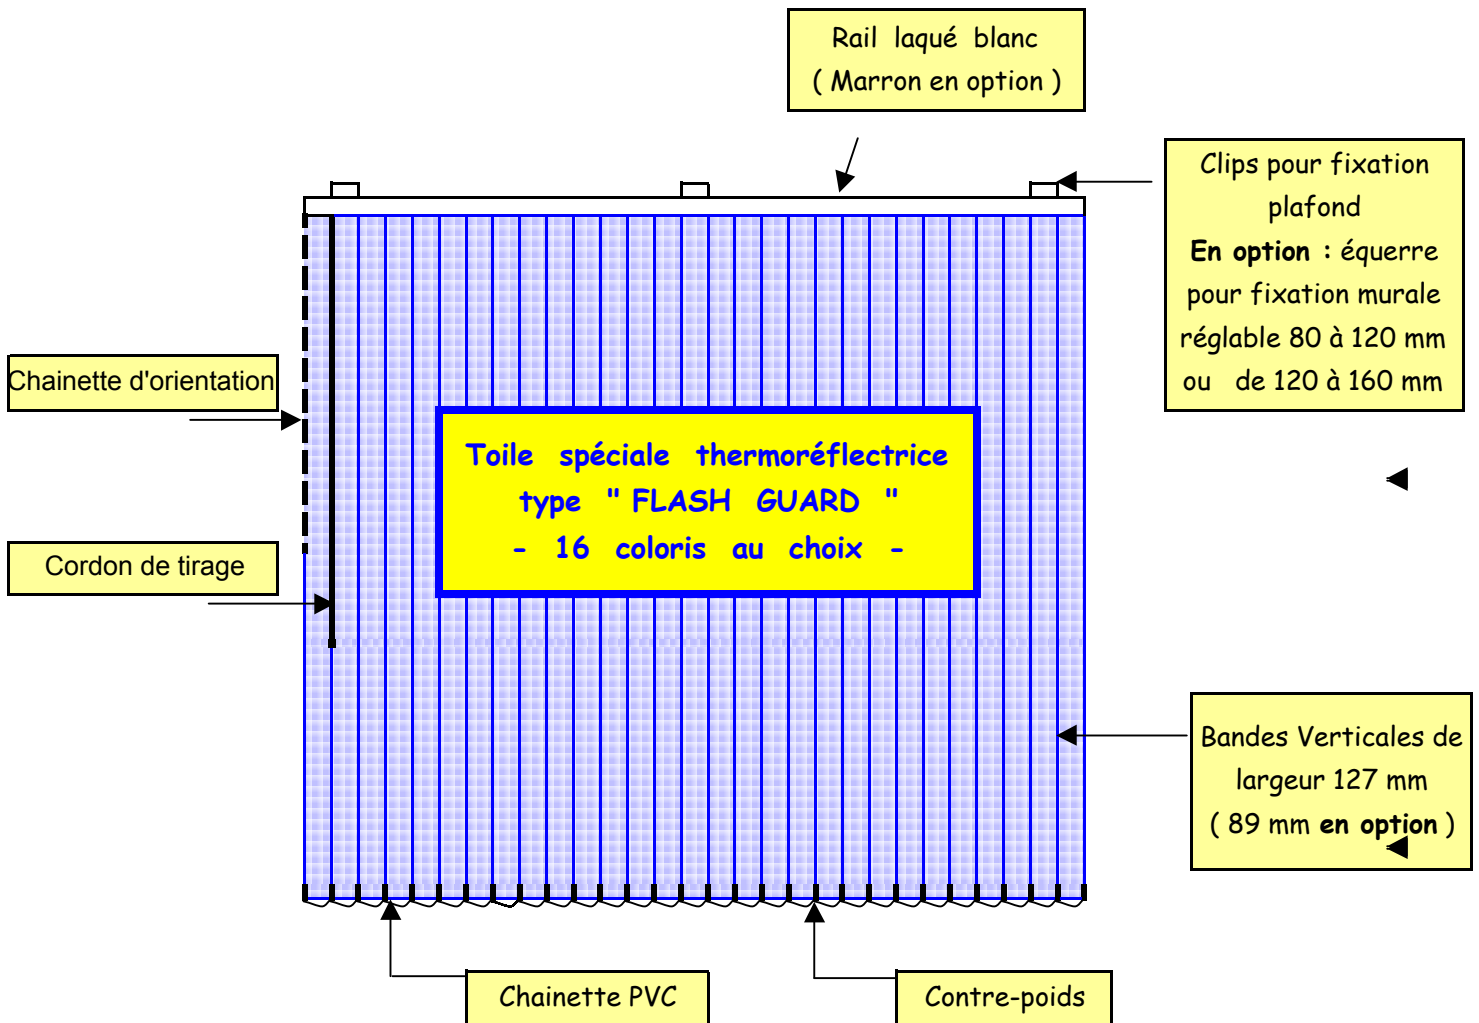 Rail laqué blanc
( Marron en option )
Clips pour fixation
plafond
En option : équerre
pour fixation murale
réglable 80 à 120 mm
ou de 120 à 160 mm
Chainette d'orientation
Toile spéciale thermoréflectrice
type " FLASH GUARD "
- 16 coloris au choix -
Cordon de tirage
Bandes Verticales de
largeur 127 mm
( 89 mm en option )
Chainette PVC
Contre-poids